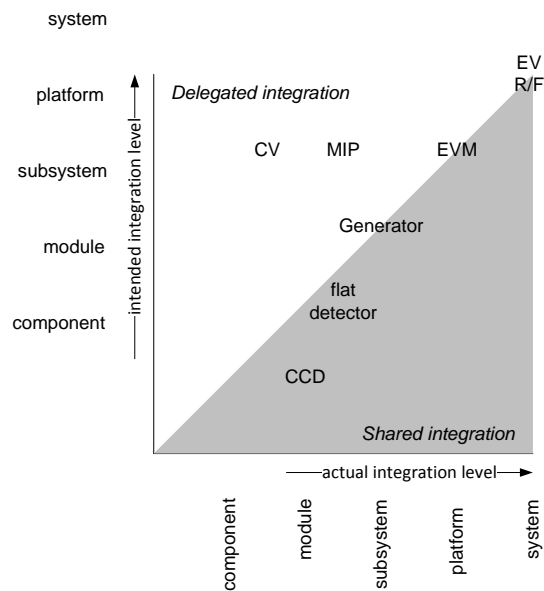 system
EV
R/F
platform
Delegated integration
CV
MIP
EVM
subsystem
intended integration level
Generator
module
flat
detector
component
CCD
Shared integration
actual integration level
component
module
subsystem
platform
system